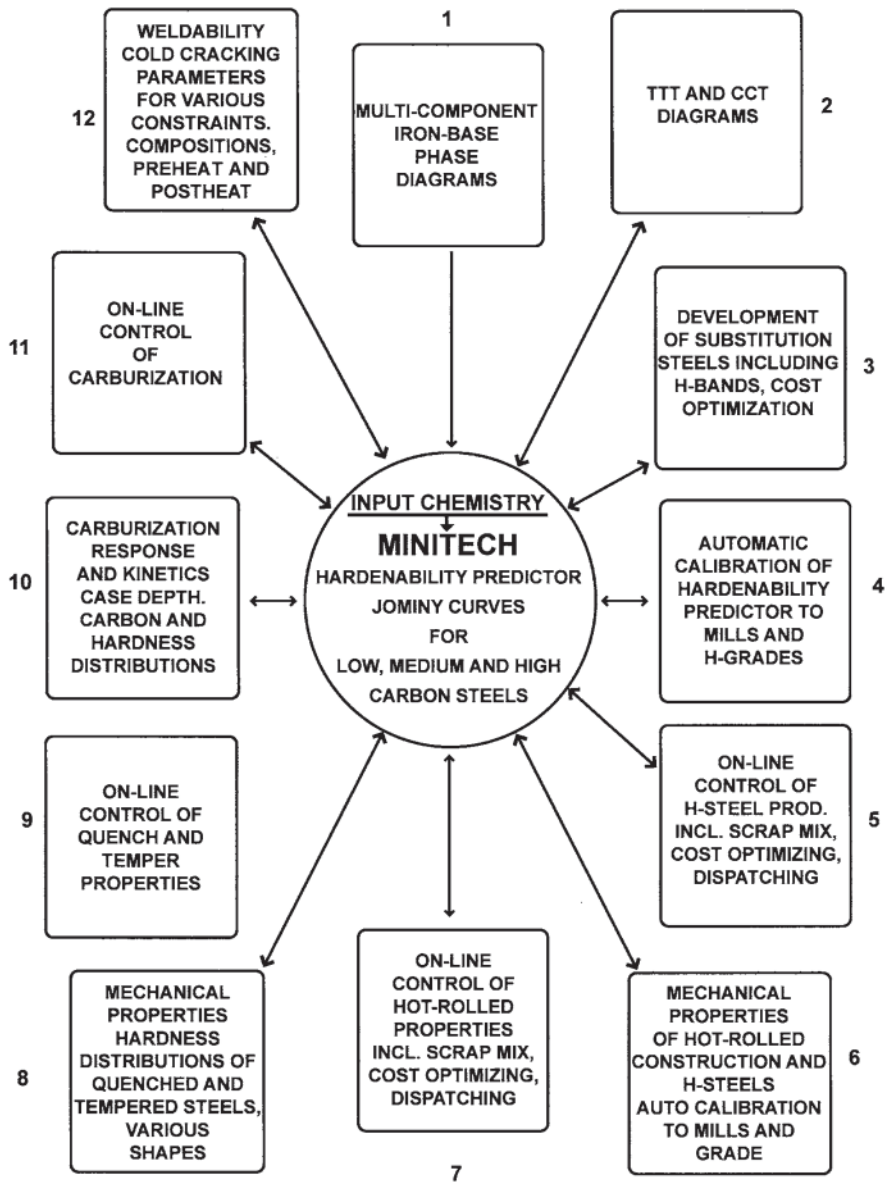 1
MULTI-COMPONENT
IRON-BASE
PHASE
DIAGRAMS
2
TTT AND CCT
DIAGRAMS
3
DEVELOPMENT
OF SUBSTITUTION
STEELS INCLUDING
H-BANDS, COST
OPTIMIZATION
4
AUTOMATIC
CALIBRATION OF
HARDENABILITY
PREDICTOR TO
MILLS AND
H-GRADES
5
ON-LINE
CONTROL OF
H-STEEL PROD.
INCL. SCRAP MIX,
COST OPTIMIZING,
DISPATCHING
6
MECHANICAL
PROPERTIES
OF HOT-ROLLED
CONSTRUCTION AND
H-STEELS
AUTO CALIBRATION
TO MILLS AND
GRADE
7
ON-LINE
CONTROL OF
HOT-ROLLED
PROPERTIES
INCL. SCRAP MIX,
COST OPTIMIZING,
DISPATCHING
8
MECHANICAL
PROPERTIES
HARDNESS
DISTRIBUTIONS OF
QUENCHED AND
TEMPERED STEELS,
VARIOUS
SHAPES
9
ON-LINE
CONTROL OF
QUENCH AND
TEMPER
PROPERTIES
10
CARBURIZATION
RESPONSE
AND KINETICS
CASE DEPTH.
CARBON AND
HARDNESS
DISTRIBUTIONS
11
ON-LINE
CONTROL
OF
CARBURIZATION
12
WELDABILITY
COLD CRACKING
PARAMETERS
FOR VARIOUS
CONSTRAINTS.
COMPOSITIONS,
PREHEAT AND
POSTHEAT
INPUT CHEMISTRY
MINITECH
HARDENABILITY PREDICTOR
JOMINY CURVES
FOR
LOW, MEDIUM AND HIGH
CARBON STEELS